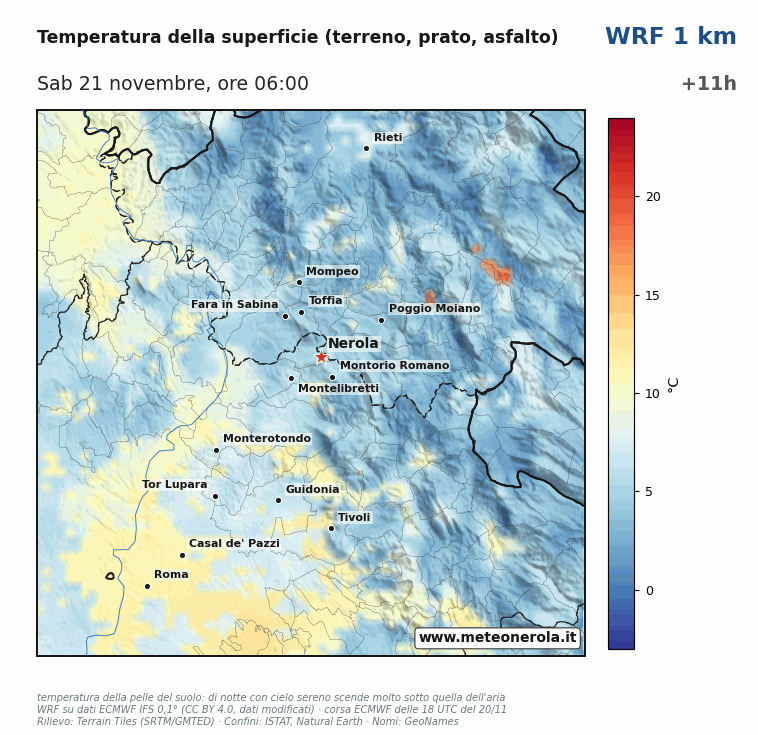 Temperatura della superficie (terreno, prato, asfalto)
WRF 1 km
Sab 21 novembre, ore 06:00
+11h
Rieti
Mompeo
Fara in Sabina
Toffia
Poggio Moiano
Nerola
Montorio Romano
Montelibretti
Monterotondo
Tor Lupara
Guidonia
Tivoli
Casal de' Pazzi
Roma
www.meteonerola.it
20
15
10
5
0
°C
temperatura della pelle del suolo: di notte con cielo sereno scende molto sotto quella dell'aria
WRF su dati ECMWF IFS 0,1° (CC BY 4.0, dati modificati) · corsa ECMWF delle 18 UTC del 20/11
Rilievo: Terrain Tiles (SRTM/GMTED) · Confini: ISTAT, Natural Earth · Nomi: GeoNames